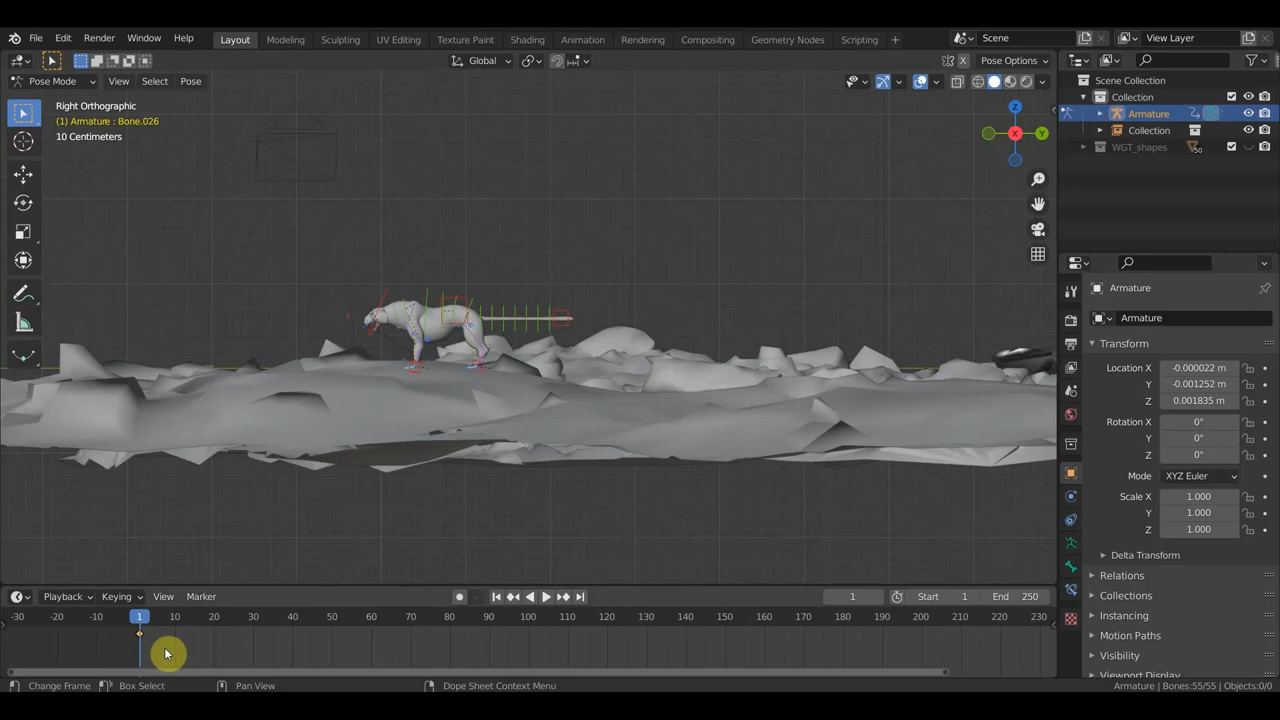 File Edit Render Window Help Layout Modeling Sculpting UV Editing Texture Paint Shading Animation Rendering Compositing Geometry Nodes Scripting + Scene View Layer
Global X Pose Options
Pose Mode View Select Pose
Right Orthographic
(1) Armature : Bone.026
10 Centimeters
Z
X
Y
Scene Collection
Collection
Armature
Collection
WGT_shapes 50
Armature
Armature
Transform
Location X -0.000022 m
Y -0.001252 m
Z 0.001835 m
Rotation X 0°
Y 0°
Z 0°
Mode XYZ Euler
Scale X 1.000
Y 1.000
Z 1.000
Delta Transform
Relations
Collections
Instancing
Motion Paths
Visibility
Viewport Display
Playback Keying View Marker 1 Start 1 End 250
-30 -20 -10 1 10 20 30 40 50 60 70 80 90 100 110 120 130 140 150 160 170 180 190 200 210 220 230
Change Frame Box Select Pan View Dope Sheet Context Menu Armature | Bones:55/55 | Objects:0/0